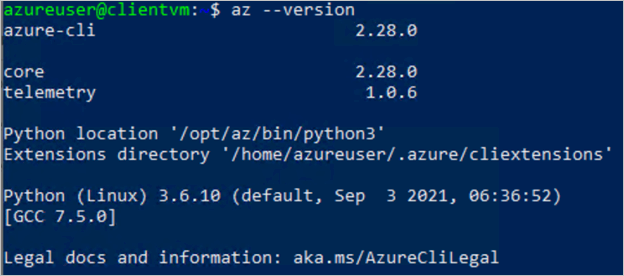 azureuser@clientvm: $ az --version
azure-cli 2.28.0
core 2.28.0
telemetry 1.0.6
Python location '/opt/az/bin/python3'
Extensions directory '/home/azureuser/.azure/cliextensions'
Python (Linux) 3.6.10 (default, Sep  3 2021, 06:36:52)
[GCC 7.5.0]
Legal docs and information: aka.ms/AzureCliLegal